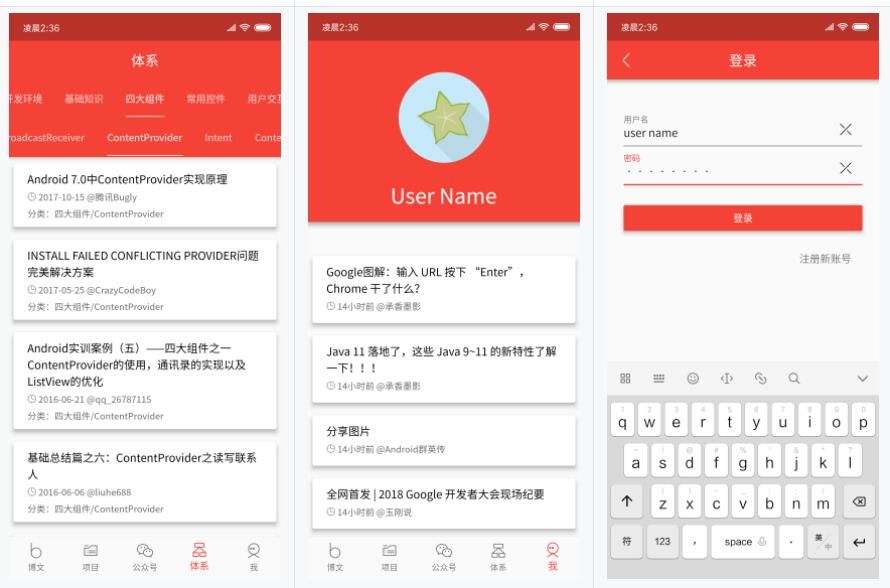 凌晨2:36
体系
开发环境 基础知识 四大组件 常用控件 用户交互
roadcastReceiver ContentProvider Intent Conte
Android 7.0中ContentProvider实现原理
2017-10-15 @腾讯Bugly
分类：四大组件/ContentProvider
INSTALL FAILED CONFLICTING PROVIDER问题
完美解决方案
2017-05-25 @CrazyCodeBoy
分类：四大组件/ContentProvider
Android实训案例（五）——四大组件之一
ContentProvider的使用，通讯录的实现以及
ListView的优化
2016-06-21 @qq_26787115
分类：四大组件/ContentProvider
基础总结篇之六：ContentProvider之读写联系
人
2016-06-06 @liuhe688
分类：四大组件/ContentProvider
博文 项目 公众号 体系 我
凌晨2:36
User Name
Google图解：输入 URL 按下 “Enter”，
Chrome 干了什么？
14小时前 @承香墨影
Java 11 落地了，这些 Java 9~11 的新特性了解
一下！！！
14小时前 @承香墨影
分享图片
14小时前 @Android群英传
全网首发 | 2018 Google 开发者大会现场纪要
14小时前 @玉刚说
博文 项目 公众号 体系 我
凌晨2:36
登录
用户名
user name
密码
········
登录
注册新账号
1 2 3 4 5 6 7 8 9 0
q w e r t y u i o p
a s d f g h j k l
z x c v b n m
符 123 , space . 英/中